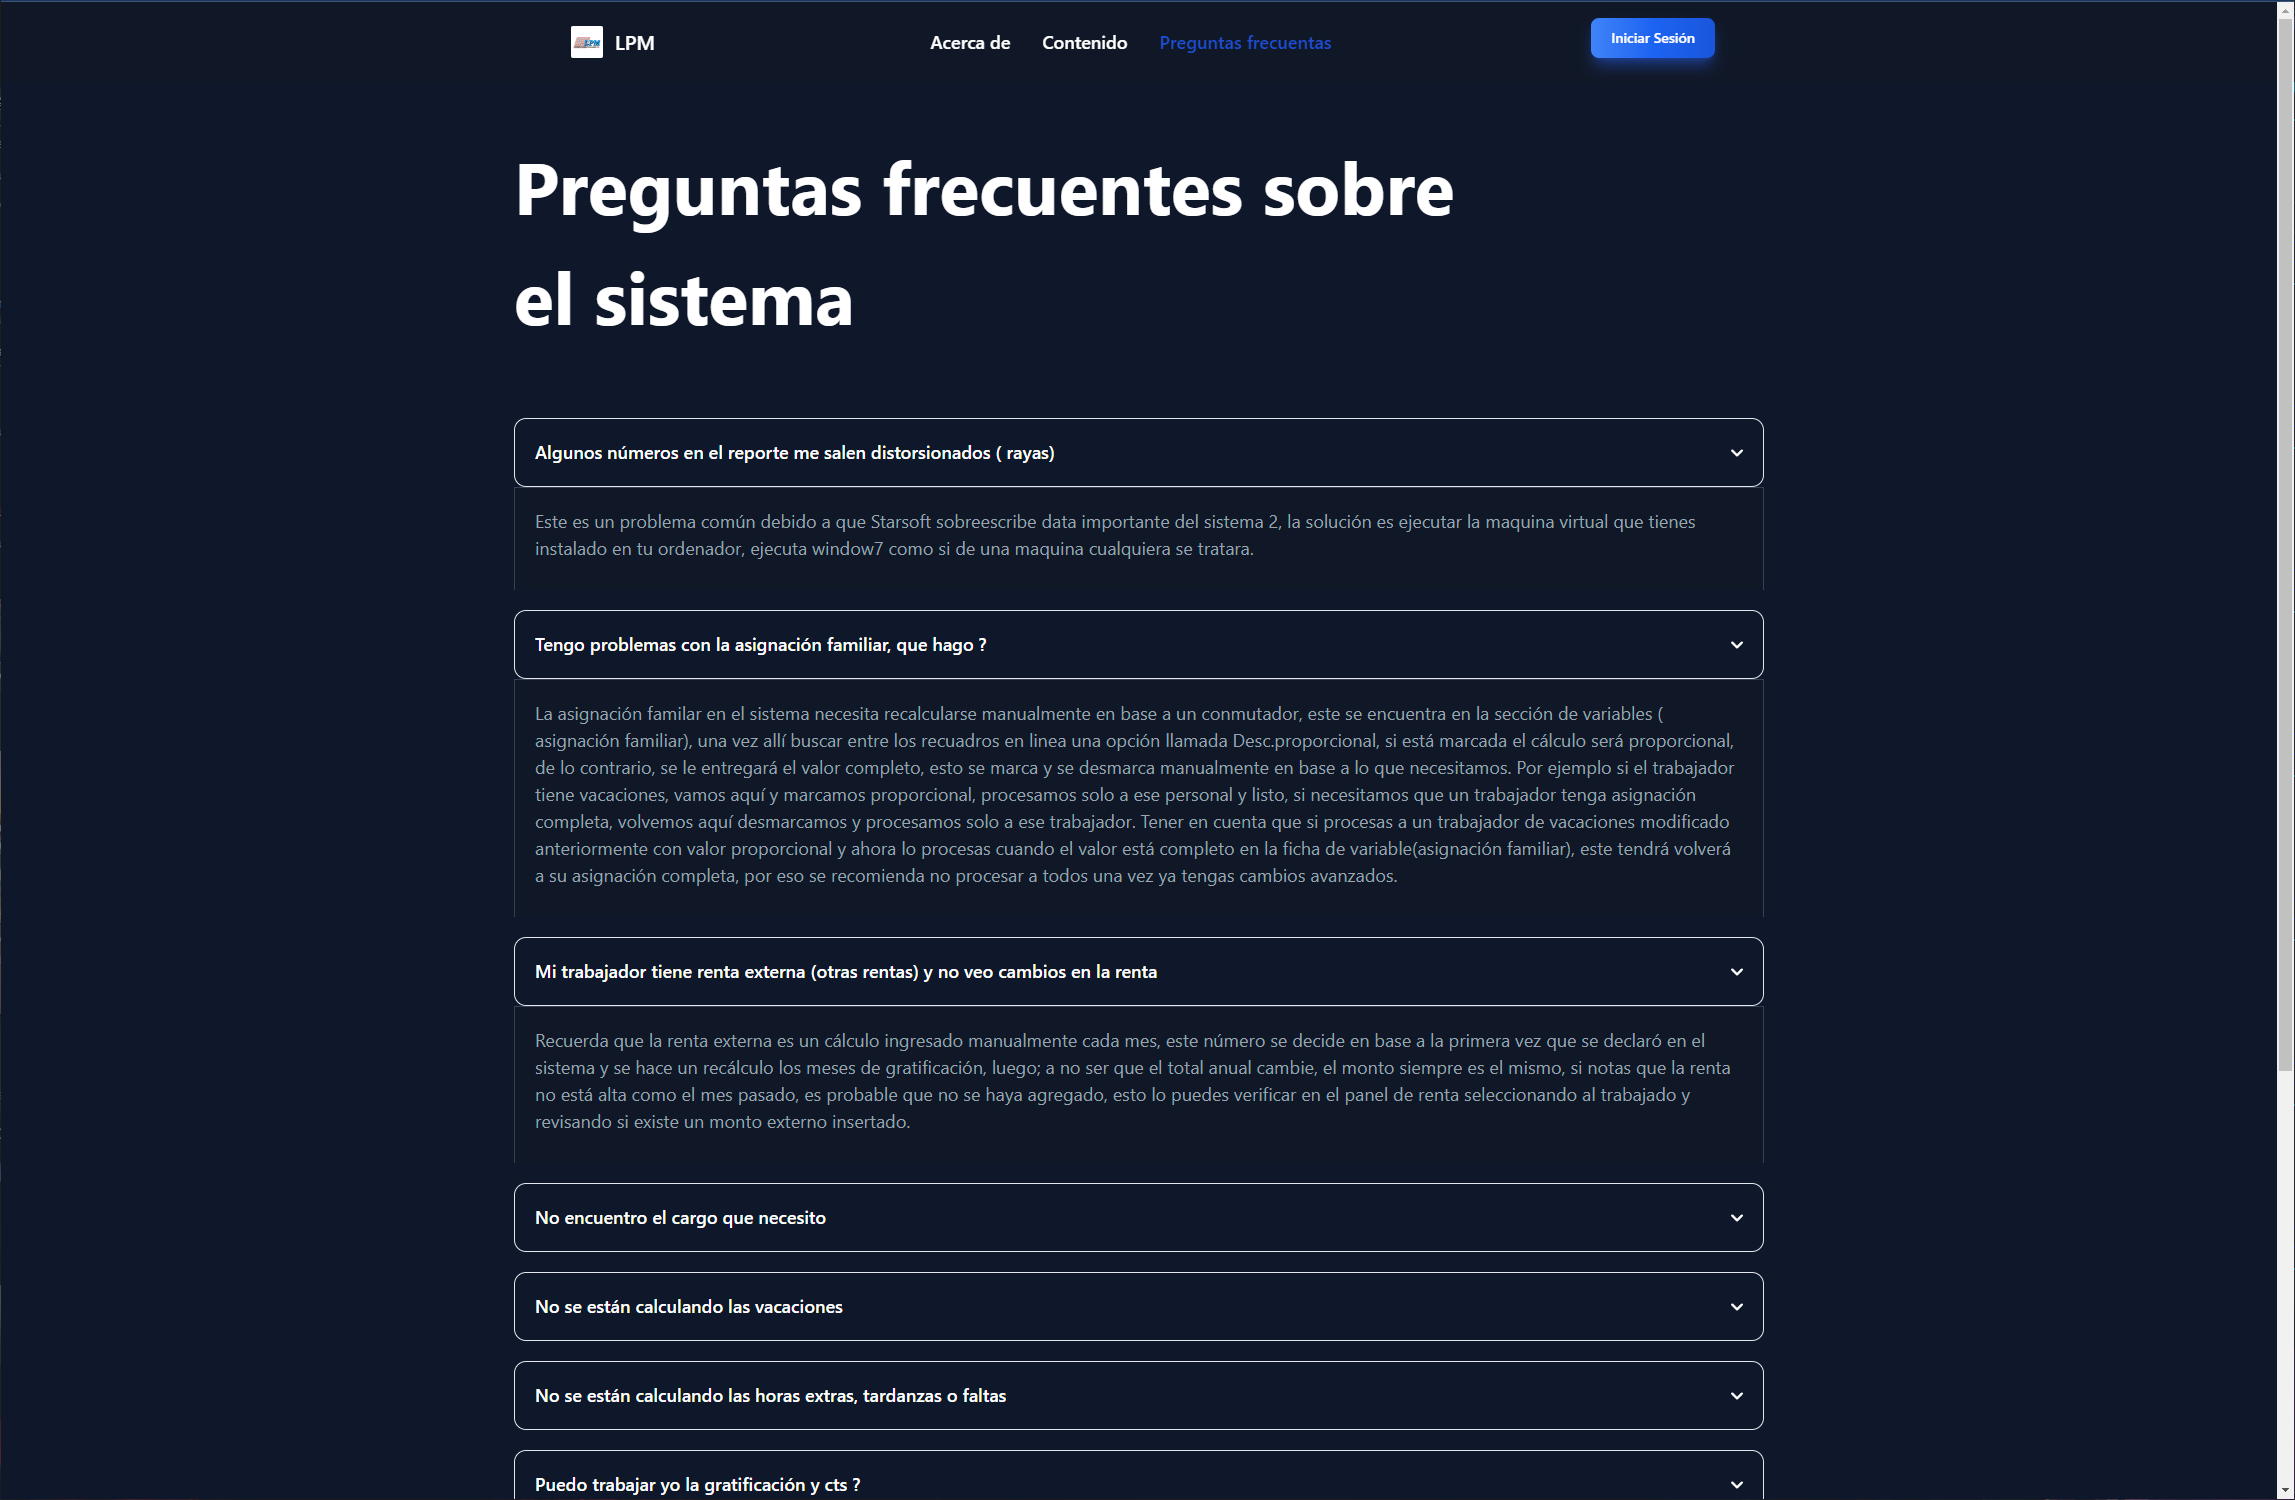 LPM
LPM
Acerca de
Contenido
Preguntas frecuentas
Iniciar Sesión
Preguntas frecuentes sobre
el sistema
Algunos números en el reporte me salen distorsionados ( rayas)
Este es un problema común debido a que Starsoft sobreescribe data importante del sistema 2, la solución es ejecutar la maquina virtual que tienes
instalado en tu ordenador, ejecuta window7 como si de una maquina cualquiera se tratara.
Tengo problemas con la asignación familiar, que hago ?
La asignación familar en el sistema necesita recalcularse manualmente en base a un conmutador, este se encuentra en la sección de variables (
asignación familiar), una vez allí buscar entre los recuadros en linea una opción llamada Desc.proporcional, si está marcada el cálculo será proporcional,
de lo contrario, se le entregará el valor completo, esto se marca y se desmarca manualmente en base a lo que necesitamos. Por ejemplo si el trabajador
tiene vacaciones, vamos aquí y marcamos proporcional, procesamos solo a ese personal y listo, si necesitamos que un trabajador tenga asignación
completa, volvemos aquí desmarcamos y procesamos solo a ese trabajador. Tener en cuenta que si procesas a un trabajador de vacaciones modificado
anteriormente con valor proporcional y ahora lo procesas cuando el valor está completo en la ficha de variable(asignación familiar), este tendrá volverá
a su asignación completa, por eso se recomienda no procesar a todos una vez ya tengas cambios avanzados.
Mi trabajador tiene renta externa (otras rentas) y no veo cambios en la renta
Recuerda que la renta externa es un cálculo ingresado manualmente cada mes, este número se decide en base a la primera vez que se declaró en el
sistema y se hace un recálculo los meses de gratificación, luego; a no ser que el total anual cambie, el monto siempre es el mismo, si notas que la renta
no está alta como el mes pasado, es probable que no se haya agregado, esto lo puedes verificar en el panel de renta seleccionando al trabajado y
revisando si existe un monto externo insertado.
No encuentro el cargo que necesito
No se están calculando las vacaciones
No se están calculando las horas extras, tardanzas o faltas
Puedo trabajar yo la gratificación y cts ?